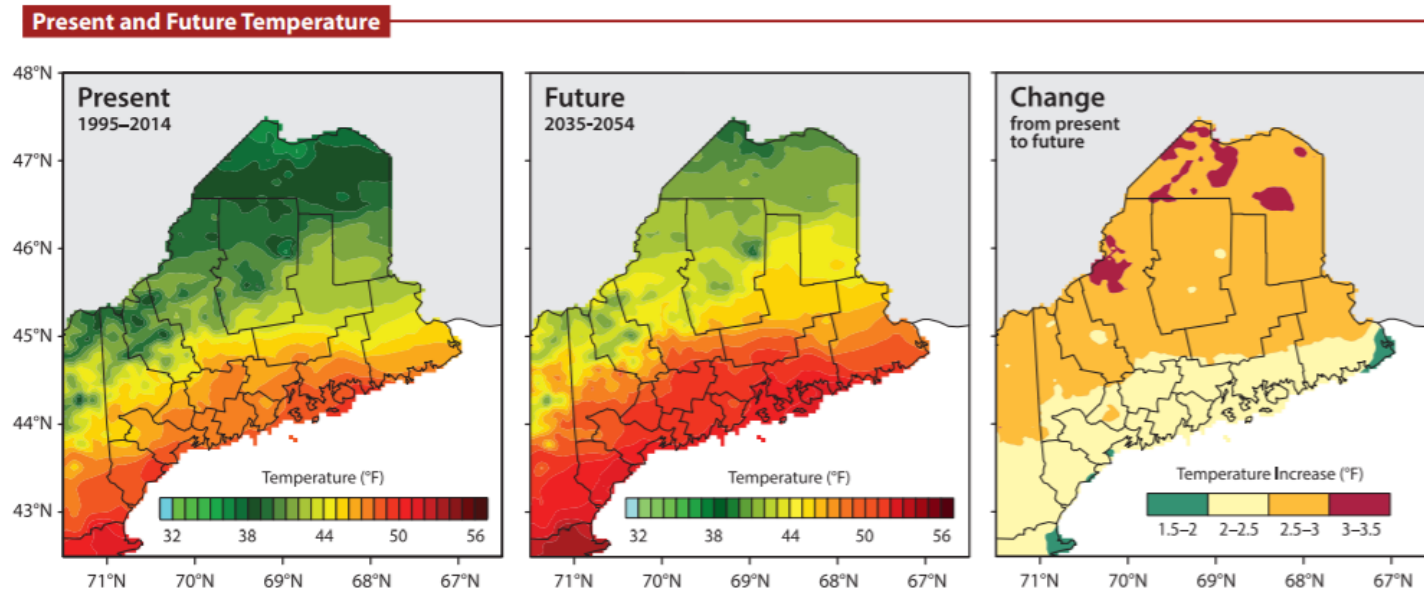 Present and Future Temperature
48°N
47°N
46°N
45°N
44°N
43°N
Present
1995–2014
Temperature (°F)
32 38 44 50 56
71°N 70°N 69°N 68°N 67°N
Future
2035-2054
Temperature (°F)
32 38 44 50 56
71°N 70°N 69°N 68°N 67°N
Change
from present
to future
Temperature Increase (°F)
1.5–2 2–2.5 2.5–3 3–3.5
71°N 70°N 69°N 68°N 67°N